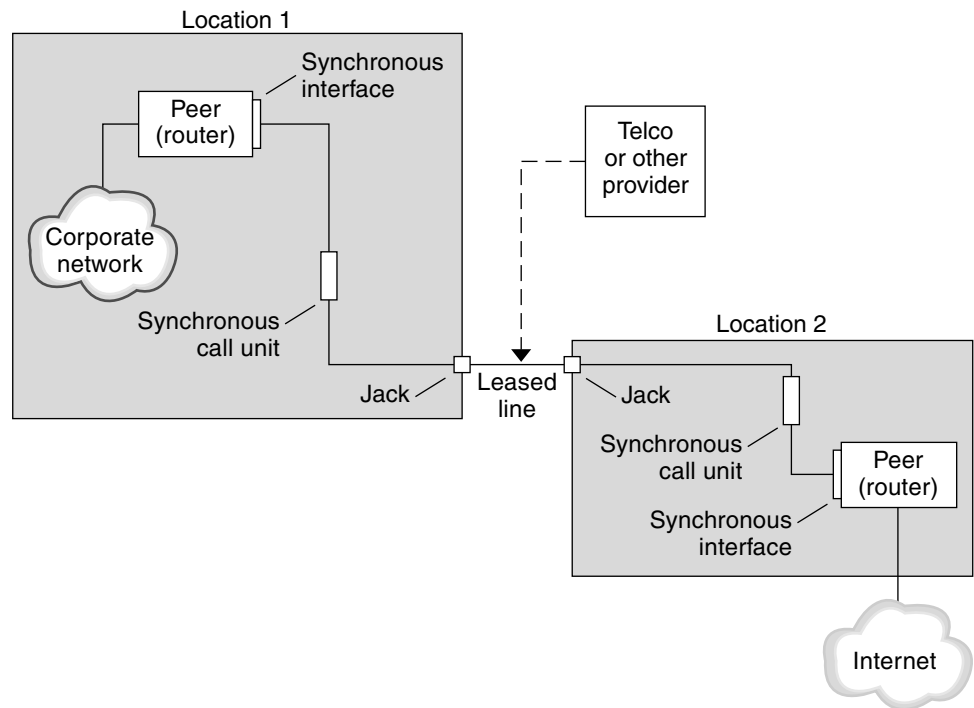 Location 1
Synchronous
interface
Peer
(router)
Telco
or other
provider
Corporate
network
Synchronous
call unit
Jack
Leased
line
Location 2
Jack
Synchronous
call unit
Peer
(router)
Synchronous
interface
Internet